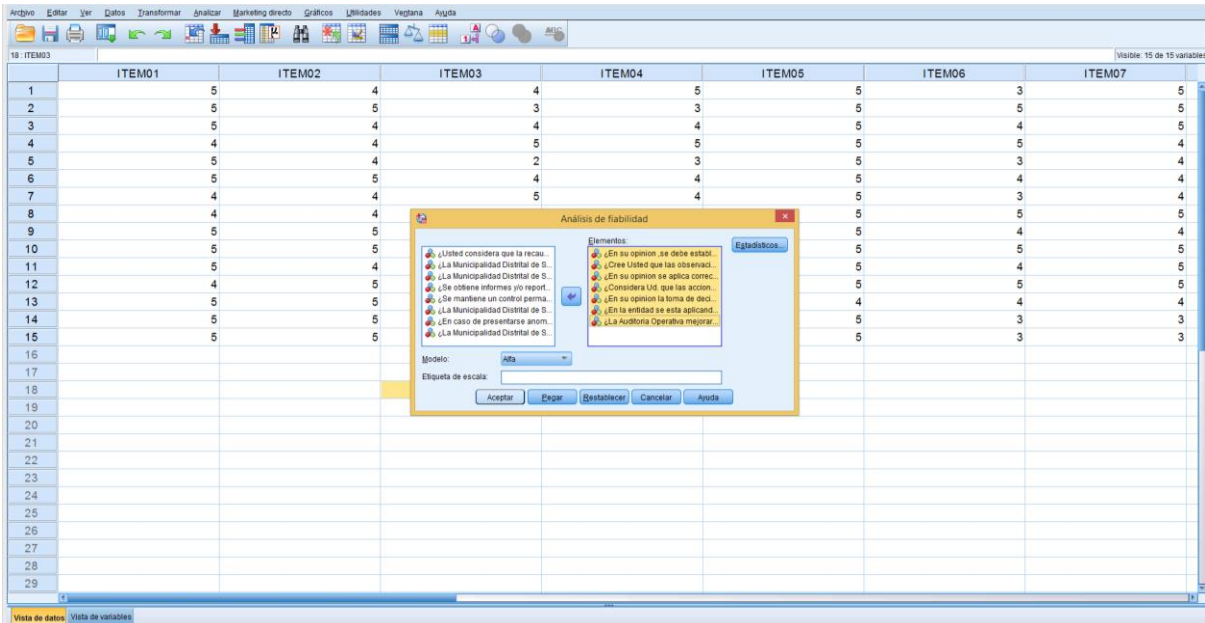 Archivo Editar Ver Datos Transformar Analizar Marketing directo Gráficos Utilidades Ventana Ayuda
18 : ITEM03
Visible: 15 de 15 variables
ITEM01 ITEM02 ITEM03 ITEM04 ITEM05 ITEM06 ITEM07
1 5 4 4 5 5 3 5
2 5 5 3 3 5 5 5
3 5 4 4 4 5 4 5
4 4 4 5 5 5 5 4
5 5 4 2 3 5 3 4
6 5 5 4 4 5 4 4
7 4 4 5 4 5 3 4
8 4 4 5 5 5
9 5 5 5 4 4
10 5 5 5 5 5
11 5 4 5 4 5
12 4 5 5 5 4
13 5 5 4 4 4
14 5 5 5 3 3
15 5 5 5 3 3
16
17
18
19
20
21
22
23
24
25
26
27
28
29
Análisis de fiabilidad
Elementos:
Estadísticos...
¿Usted considera que la recau...
¿La Municipalidad Distrital de S...
¿La Municipalidad Distrital de S...
¿Se obtiene informes y/o report...
¿Se mantiene un control perma...
¿La Municipalidad Distrital de S...
¿En caso de presentarse anom...
¿La Municipalidad Distrital de S...
¿En su opinion ,se debe establ...
¿Cree Usted que las observaci...
¿En su opinion se aplica correc...
¿Considera Ud. que las accion...
¿En su opinion la toma de deci...
¿En la entidad se esta aplicand...
¿La Auditoria Operativa mejorar...
Modelo: Alfa
Etiqueta de escala:
Aceptar Pegar Restablecer Cancelar Ayuda
Vista de datos Vista de variables